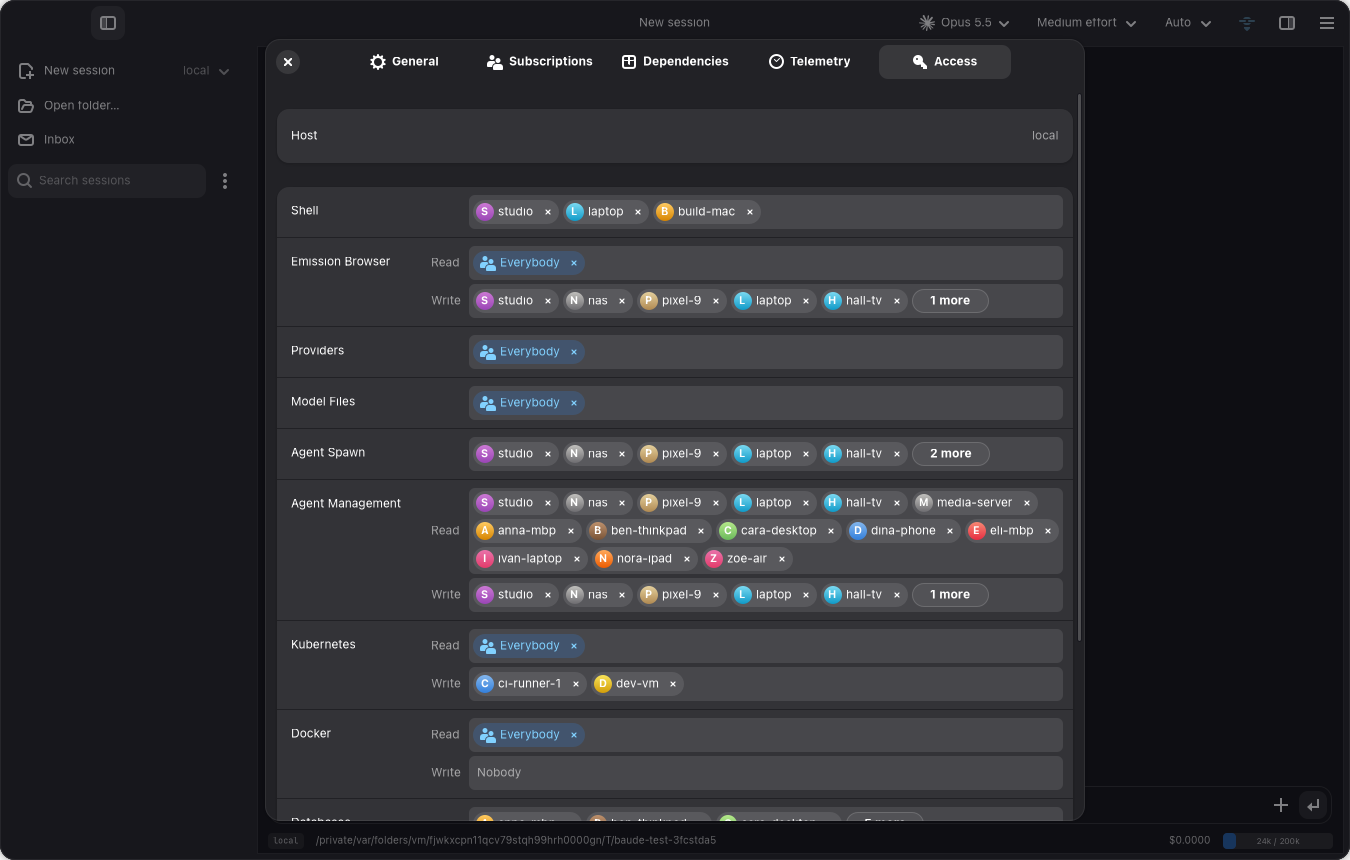 New session
Opus 5.5
Medium effort
Auto
New session
local
Open folder...
Inbox
Search sessions
General
Subscriptions
Dependencies
Telemetry
Access
Host
local
Shell
S studio ×
L laptop ×
B build-mac ×
Emission Browser
Read
Everybody ×
Write
S studio ×
N nas ×
P pixel-9 ×
L laptop ×
H hall-tv ×
1 more
Providers
Everybody ×
Model Files
Everybody ×
Agent Spawn
S studio ×
N nas ×
P pixel-9 ×
L laptop ×
H hall-tv ×
2 more
Agent Management
Read
S studio ×
N nas ×
P pixel-9 ×
L laptop ×
H hall-tv ×
M media-server ×
A anna-mbp ×
B ben-thinkpad ×
C cara-desktop ×
D dina-phone ×
E eli-mbp ×
I ivan-laptop ×
N nora-ipad ×
Z zoe-air ×
Write
S studio ×
N nas ×
P pixel-9 ×
L laptop ×
H hall-tv ×
1 more
Kubernetes
Read
Everybody ×
Write
C ci-runner-1 ×
D dev-vm ×
Docker
Read
Everybody ×
Write
Nobody
local
/private/var/folders/vm/fjwkxcpn11qcv79stqh99hrh0000gn/T/baude-test-3fcstda5
$0.0000
24k / 200k